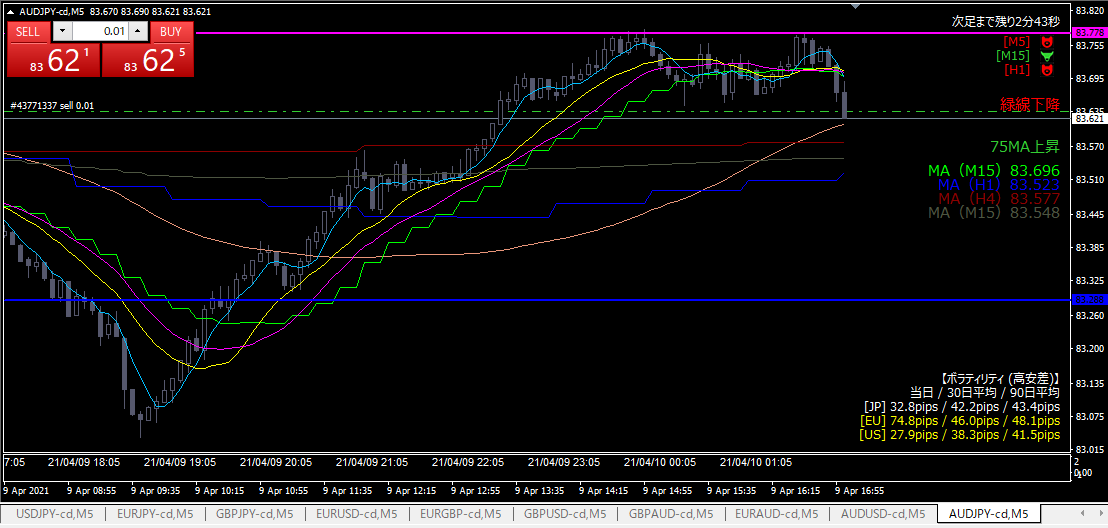 AUDJPY-cd,M5 83.670 83.690 83.621 83.621
SELL 0.01 BUY
83 62 1 83 62 5
次足まで残り2分43秒
[M5]
[M15]
[H1]
#43771337 sell 0.01
緑線下降
75MA上昇
MA（M15）83.696
MA（H1）83.523
MA（H4）83.577
MA（M15）83.548
【ボラティリティ(高安差)】
当日 / 30日平均 / 90日平均
[JP] 32.8pips / 42.2pips / 43.4pips
[EU] 74.8pips / 46.0pips / 48.1pips
[US] 27.9pips / 38.3pips / 41.5pips
83.820
83.778
83.755
83.695
83.635
83.621
83.570
83.510
83.445
83.385
83.325
83.260
83.200
83.135
83.075
83.015
7:05 21/04/09 18:05 21/04/09 19:05 21/04/09 20:05 21/04/09 21:05 21/04/09 22:05 21/04/09 23:05 21/04/10 00:05 21/04/10 01:05
2
0.00
9 Apr 2021 9 Apr 08:55 9 Apr 09:35 9 Apr 10:15 9 Apr 10:55 9 Apr 11:35 9 Apr 12:15 9 Apr 12:55 9 Apr 13:35 9 Apr 14:15 9 Apr 14:55 9 Apr 15:35 9 Apr 16:15 9 Apr 16:55
USDJPY-cd,M5 EURJPY-cd,M5 GBPJPY-cd,M5 EURUSD-cd,M5 EURGBP-cd,M5 GBPUSD-cd,M5 GBPAUD-cd,M5 EURAUD-cd,M5 AUDUSD-cd,M5 AUDJPY-cd,M5